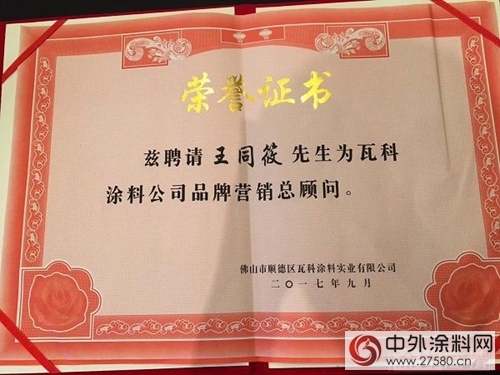 荣誉证书
兹聘请 王同筱 先生为瓦科
涂料公司品牌营销总顾问。
佛山市顺德区瓦科涂料实业有限公司
二〇一七年九月
中外涂料网
www.27580.cn